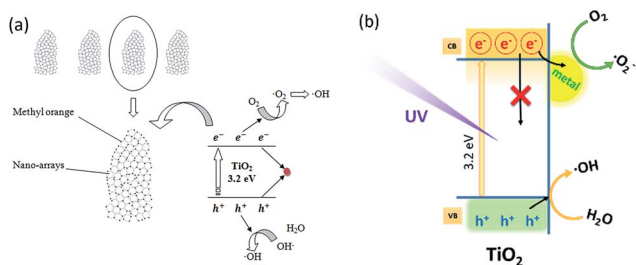 (a)
Methyl orange
Nano-arrays
O₂ ·O₂ ·OH
e⁻ e⁻ e⁻
TiO₂
3.2 eV
h⁺ h⁺ h⁺
H₂O
OH⁻
·OH
(b)
CB e⁻ e⁻ e⁻
O₂
·O₂⁻
metal
UV
3.2 eV
·OH
H₂O
VB h⁺ h⁺ h⁺
TiO₂